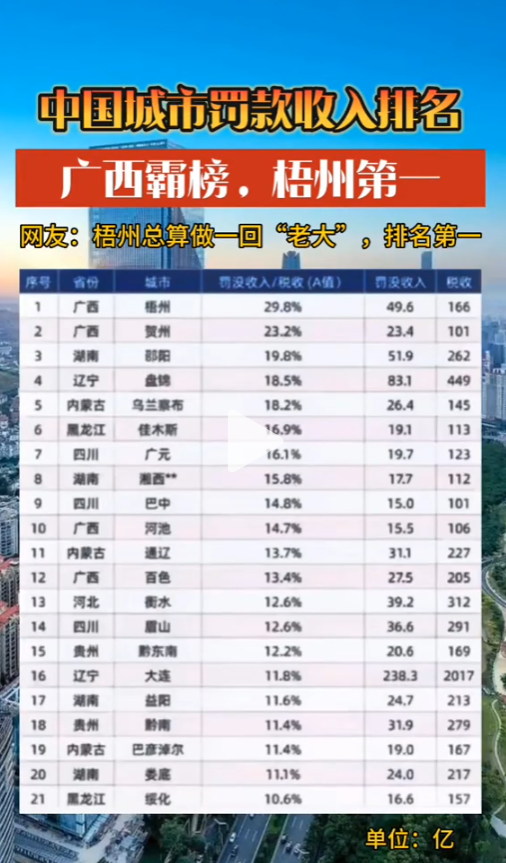 中国城市罚款收入排名
广西霸榜，梧州第一
网友：梧州总算做一回“老大”，排名第一
序号 省份 城市 罚没收入/税收 (A值) 罚没收入 税收
1 广西 梧州 29.8% 49.6 166
2 广西 贺州 23.2% 23.4 101
3 湖南 邵阳 19.8% 51.9 262
4 辽宁 盘锦 18.5% 83.1 449
5 内蒙古 乌兰察布 18.2% 26.4 145
6 黑龙江 佳木斯 16.9% 19.1 113
7 四川 广元 16.1% 19.7 123
8 湖南 湘西** 15.8% 17.7 112
9 四川 巴中 14.8% 15.0 101
10 广西 河池 14.7% 15.5 106
11 内蒙古 通辽 13.7% 31.1 227
12 广西 百色 13.4% 27.5 205
13 河北 衡水 12.6% 39.2 312
14 四川 眉山 12.6% 36.6 291
15 贵州 黔东南 12.2% 20.6 169
16 辽宁 大连 11.8% 238.3 2017
17 湖南 益阳 11.6% 24.7 213
18 贵州 黔南 11.4% 31.9 279
19 内蒙古 巴彦淖尔 11.4% 19.0 167
20 湖南 娄底 11.1% 24.0 217
21 黑龙江 绥化 10.6% 16.6 157
单位：亿